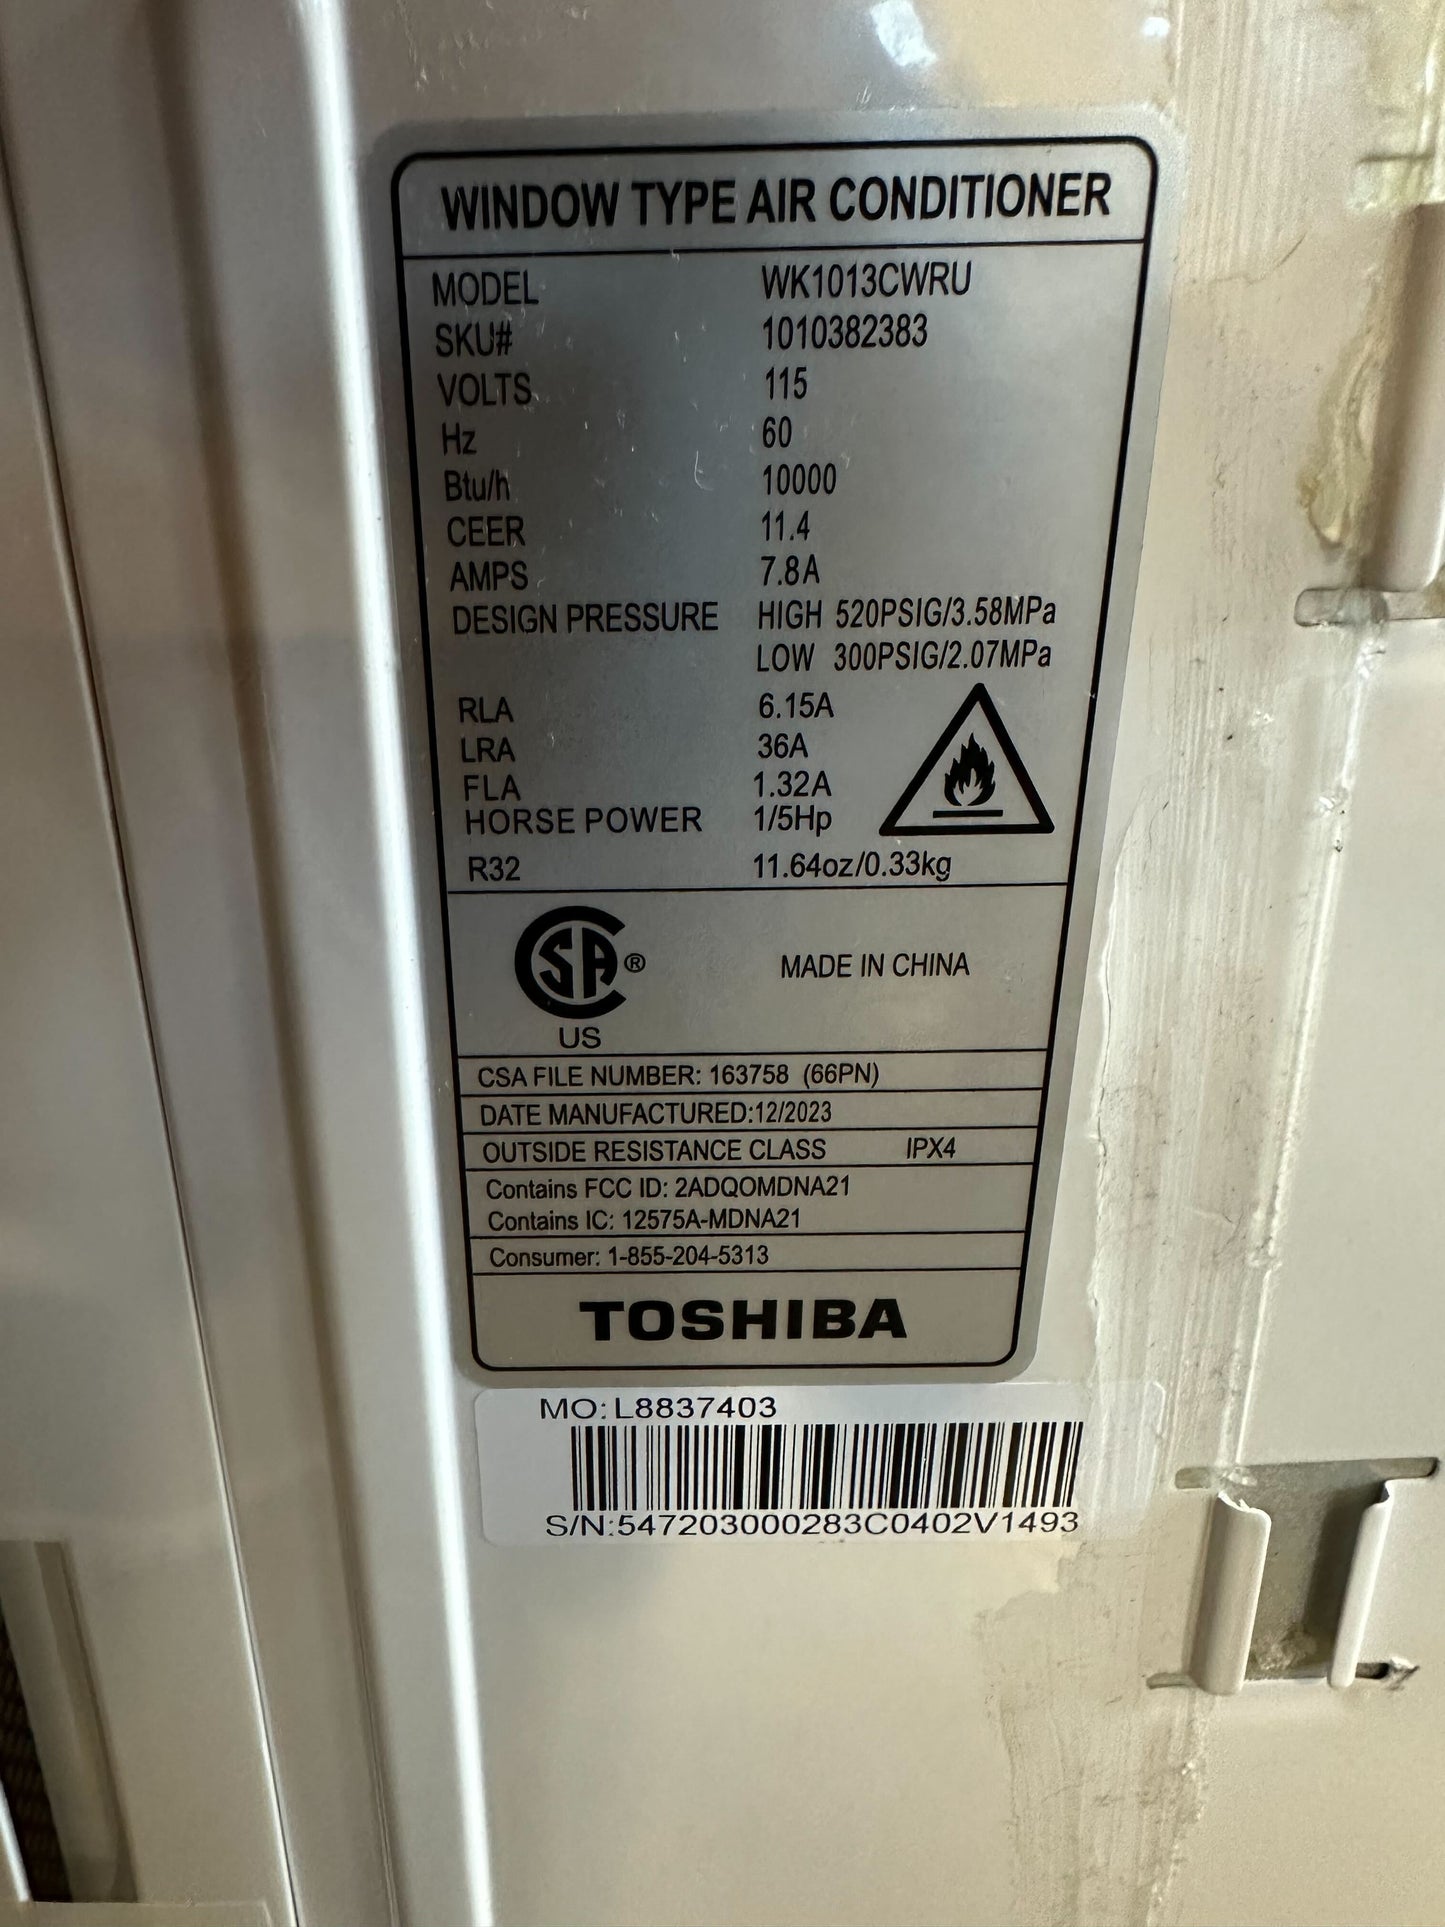 WINDOW TYPE AIR CONDITIONER
MODEL WK1013CWRU
SKU# 1010382383
VOLTS 115
Hz 60
Btu/h 10000
CEER 11.4
AMPS 7.8A
DESIGN PRESSURE HIGH 520PSIG/3.58MPa
LOW 300PSIG/2.07MPa
RLA 6.15A
LRA 36A
FLA 1.32A
HORSE POWER 1/5Hp
R32 11.64oz/0.33kg
SA ®
US
MADE IN CHINA
CSA FILE NUMBER: 163758 (66PN)
DATE MANUFACTURED:12/2023
OUTSIDE RESISTANCE CLASS IPX4
Contains FCC ID: 2ADQOMDNA21
Contains IC: 12575A-MDNA21
Consumer: 1-855-204-5313
TOSHIBA
MO:L8837403
S/N:547203000283C0402V1493